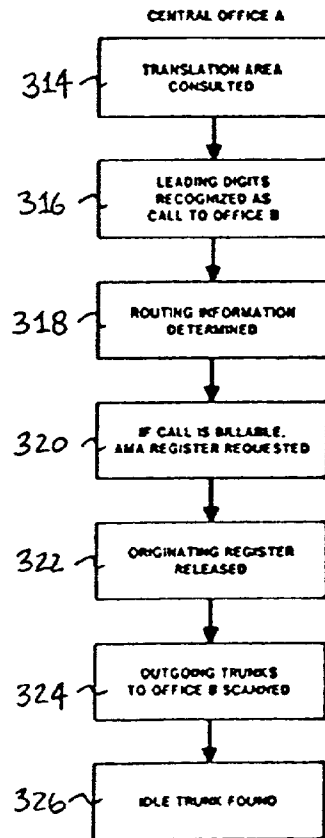 CENTRAL OFFICE A
314
TRANSLATION AREA
CONSULTED
316
LEADING DIGITS
RECOGNIZED AS
CALL TO OFFICE B
318
ROUTING INFORMATION
DETERMINED
320
IF CALL IS BILLABLE,
AMA REGISTER REQUESTED
322
ORIGINATING REGISTER
RELEASED
324
OUTGOING TRUNKS
TO OFFICE B SCANNED
326
IDLE TRUNK FOUND